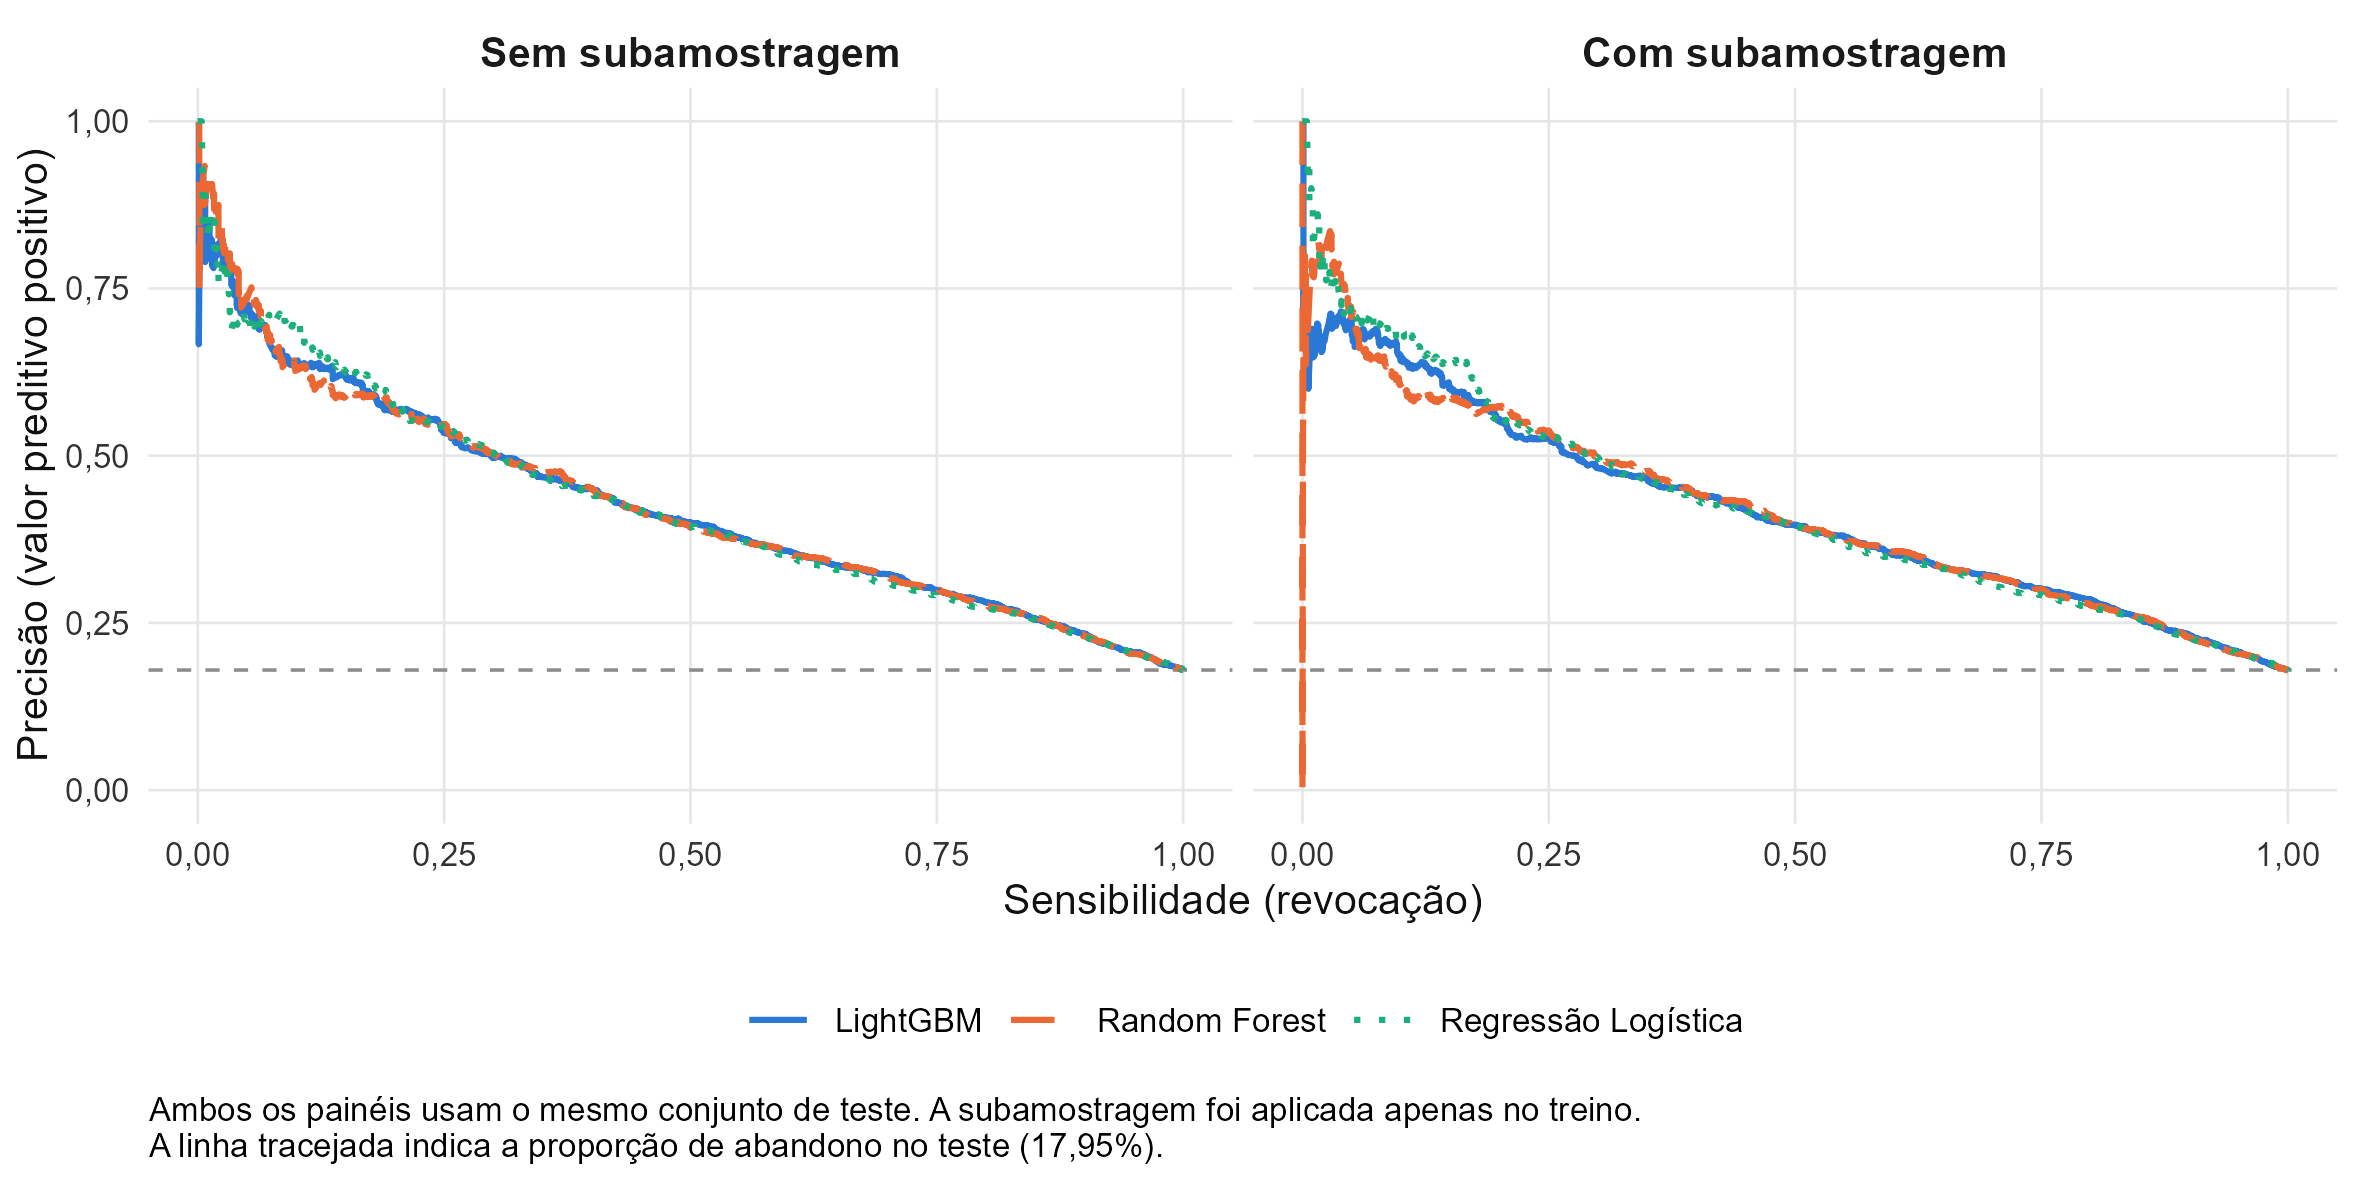 Sem subamostragem
Com subamostragem
Precisão (valor preditivo positivo)
1,00
0,75
0,50
0,25
0,00
0,00 0,25 0,50 0,75 1,00
0,00 0,25 0,50 0,75 1,00
Sensibilidade (revocação)
LightGBM Random Forest Regressão Logística
Ambos os painéis usam o mesmo conjunto de teste. A subamostragem foi aplicada apenas no treino.
A linha tracejada indica a proporção de abandono no teste (17,95%).